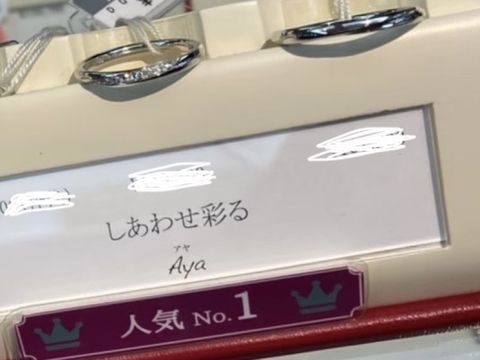 しあわせ彩る
アヤ
Aya
人気 No.1